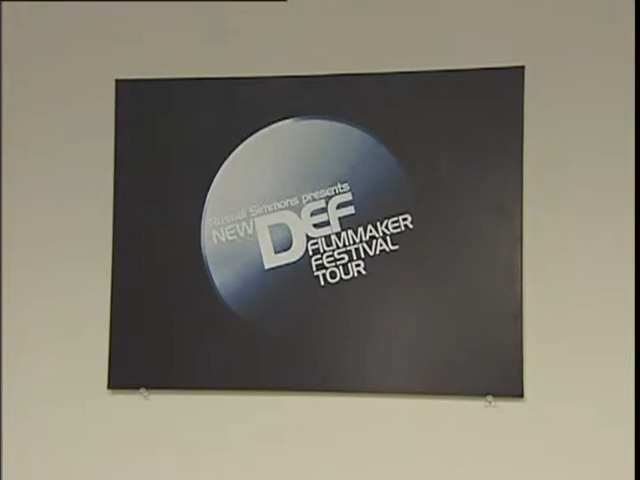 Russell Simmons presents
NEW DEF
FILMMAKER
FESTIVAL
TOUR